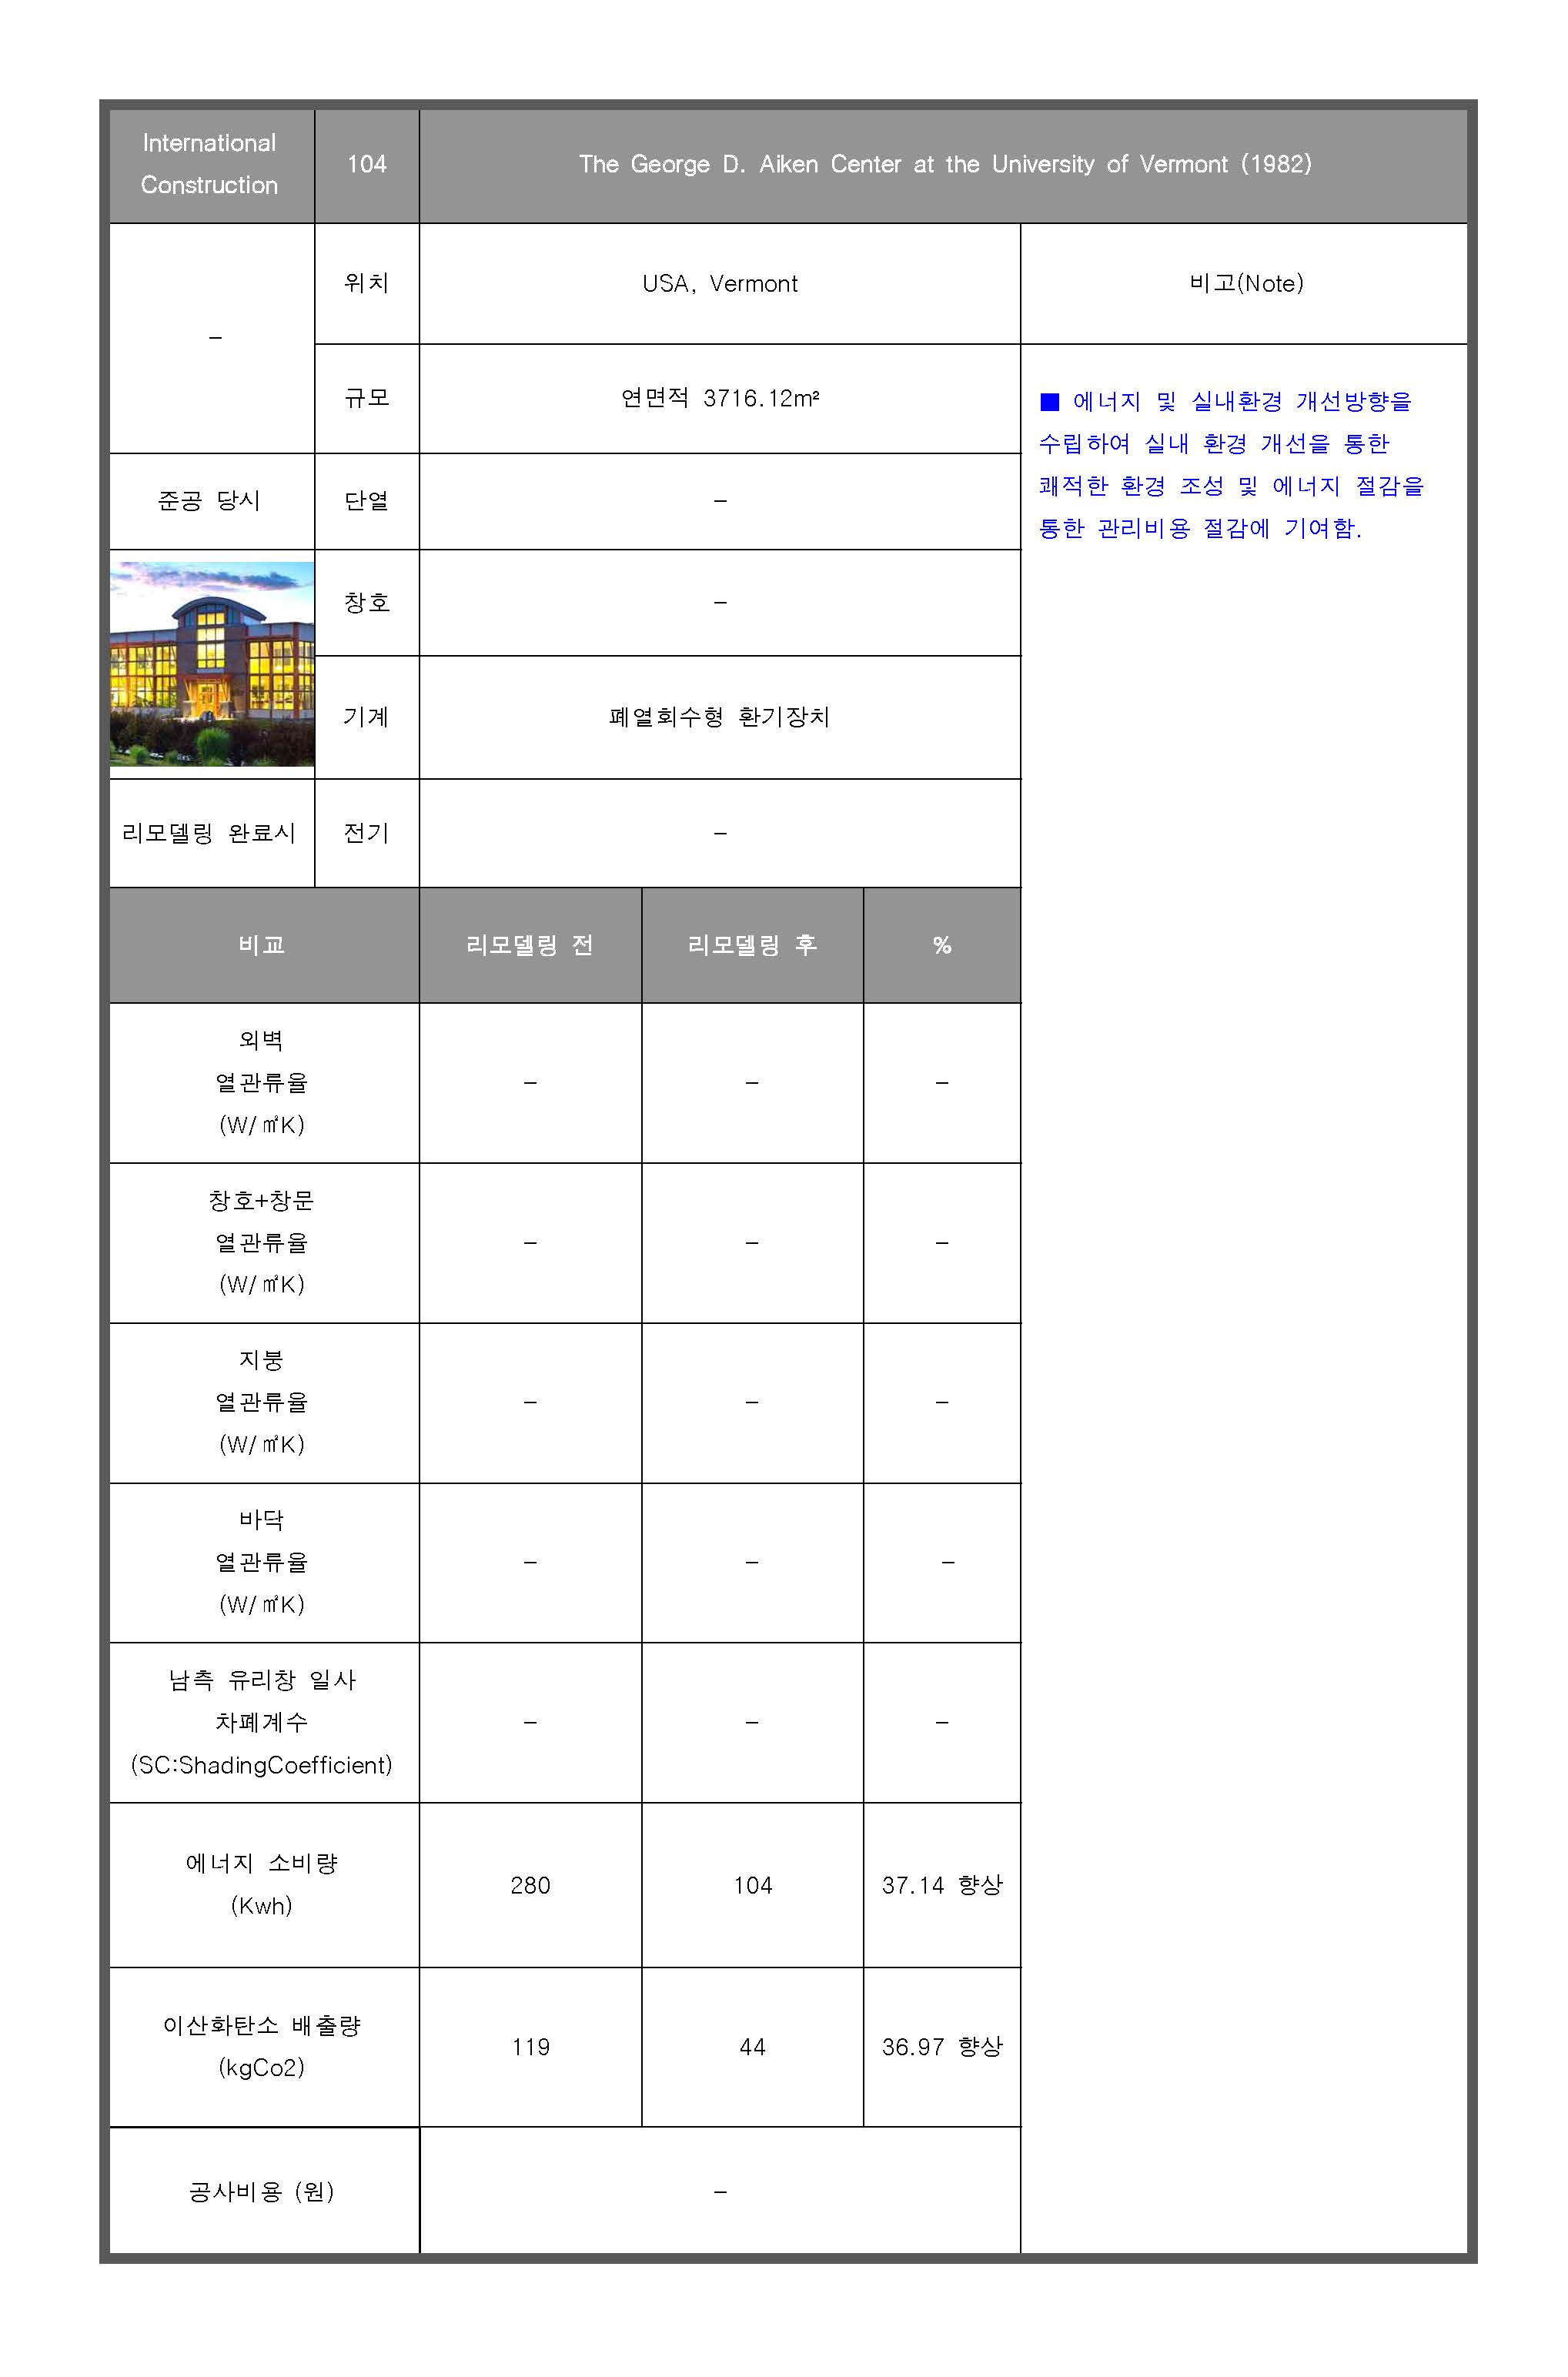 International
Construction
104
The George D. Aiken Center at the University of Vermont (1982)
–
위치
USA, Vermont
비고(Note)
규모
연면적 3716.12m²
■ 에너지 및 실내환경 개선방향을
수립하여 실내 환경 개선을 통한
쾌적한 환경 조성 및 에너지 절감을
통한 관리비용 절감에 기여함.
준공 당시
단열
–
창호
–
기계
폐열회수형 환기장치
리모델링 완료시
전기
–
비교
리모델링 전
리모델링 후
%
외벽
열관류율
(W/㎡K)
–
–
–
창호+창문
열관류율
(W/㎡K)
–
–
–
지붕
열관류율
(W/㎡K)
–
–
–
바닥
열관류율
(W/㎡K)
–
–
–
남측 유리창 일사
차폐계수
(SC:ShadingCoefficient)
–
–
–
에너지 소비량
(Kwh)
280
104
37.14 향상
이산화탄소 배출량
(kgCo2)
119
44
36.97 향상
공사비용 (원)
–